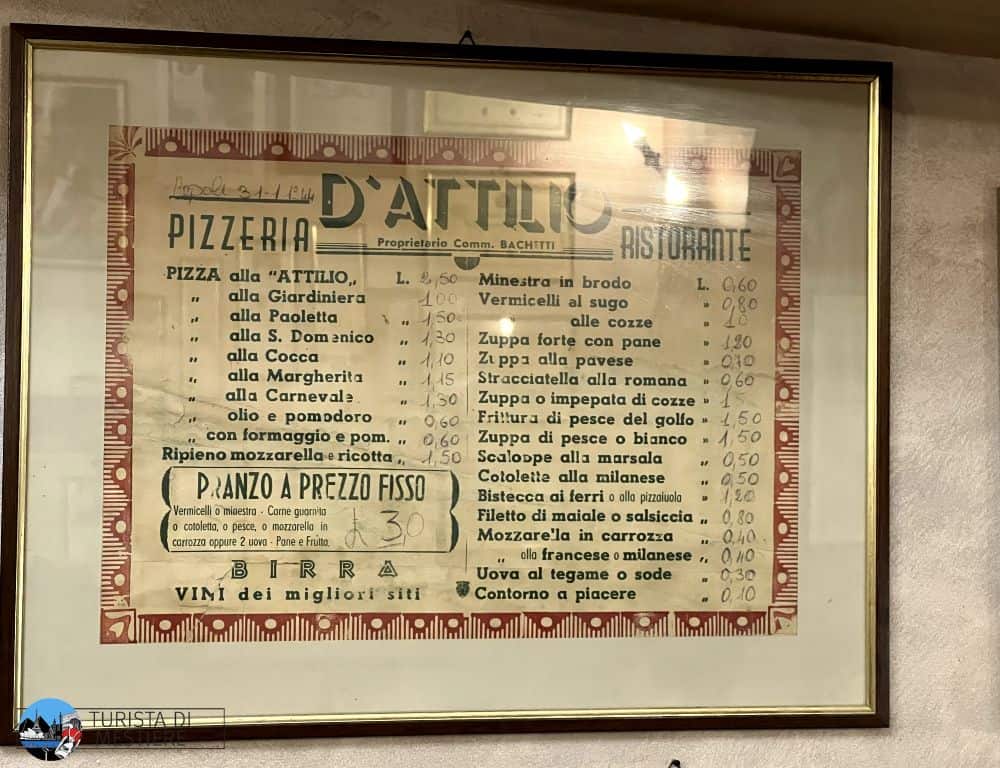 Napoli 31-1-1944
D'ATTILIO
PIZZERIA
Proprietario Comm. BACHETTI
RISTORANTE
PIZZA alla "ATTILIO„ L. 2,50
„ alla Giardiniera 1,00
„ alla Paoletta „ 1,50
„ alla S. Domenico „ 1,30
„ alla Cocca „ 1,10
„ alla Margherita „ 1,15
„ alla Carnevale „ 1,30
„ olio e pomodoro „ 0,60
„ con formaggio e pom. „ 0,60
Ripieno mozzarella e ricotta „ 1,50
PRANZO A PREZZO FISSO
Vermicelli o minestra - Carne guarnita
o cotoletta, o pesce, o mozzarella in
carrozza oppure 2 uova - Pane e Frutta.
£ 3,0
BIRRA
VINI dei migliori siti
Minestra in brodo L. 0,60
Vermicelli al sugo „ 0,80
„ alle cozze „
Zuppa forte con pane „ 1,20
Zuppa alla pavese „ 0,70
Stracciatella alla romana „ 0,60
Zuppa o impepata di cozze „
Frittura di pesce del golfo „ 1,50
Zuppa di pesce o bianco „ 1,50
Scaloppe alla marsala „ 0,50
Cotolette alla milanese „ 0,50
Bistecca ai ferri o alla pizzaiuola „ 1,20
Filetto di maiale o salsiccia „ 0,80
Mozzarella in carrozza „ 0,40
„ alla francese o milanese „ 0,40
Uova al tegame o sode „ 0,30
Contorno a piacere „ 0,10
TURISTA DI
MESTIERE